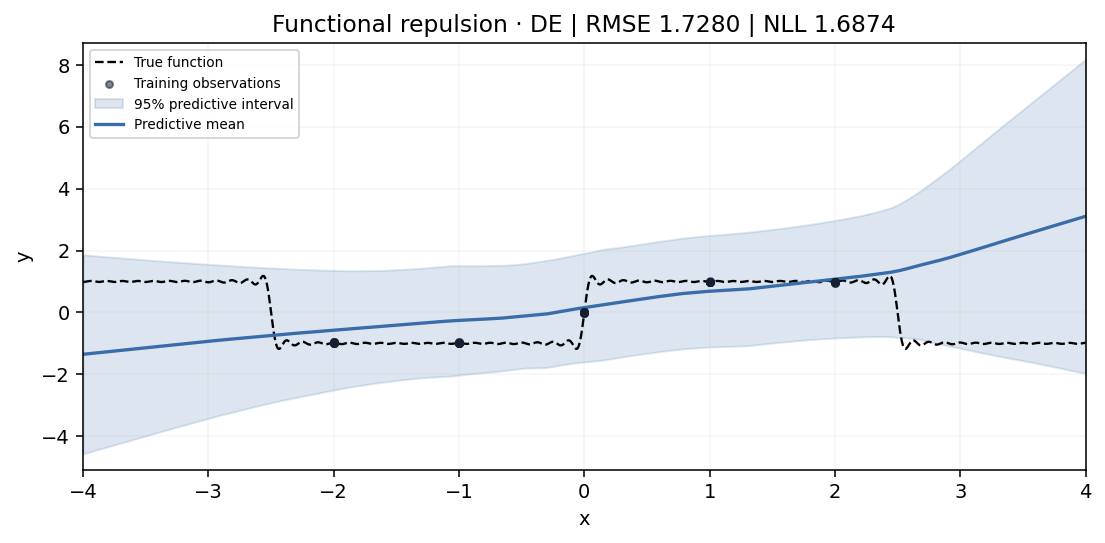 Functional repulsion · DE | RMSE 1.7280 | NLL 1.6874
True function
Training observations
95% predictive interval
Predictive mean
y
8
6
4
2
0
−2
−4
−4 −3 −2 −1 0 1 2 3 4
x